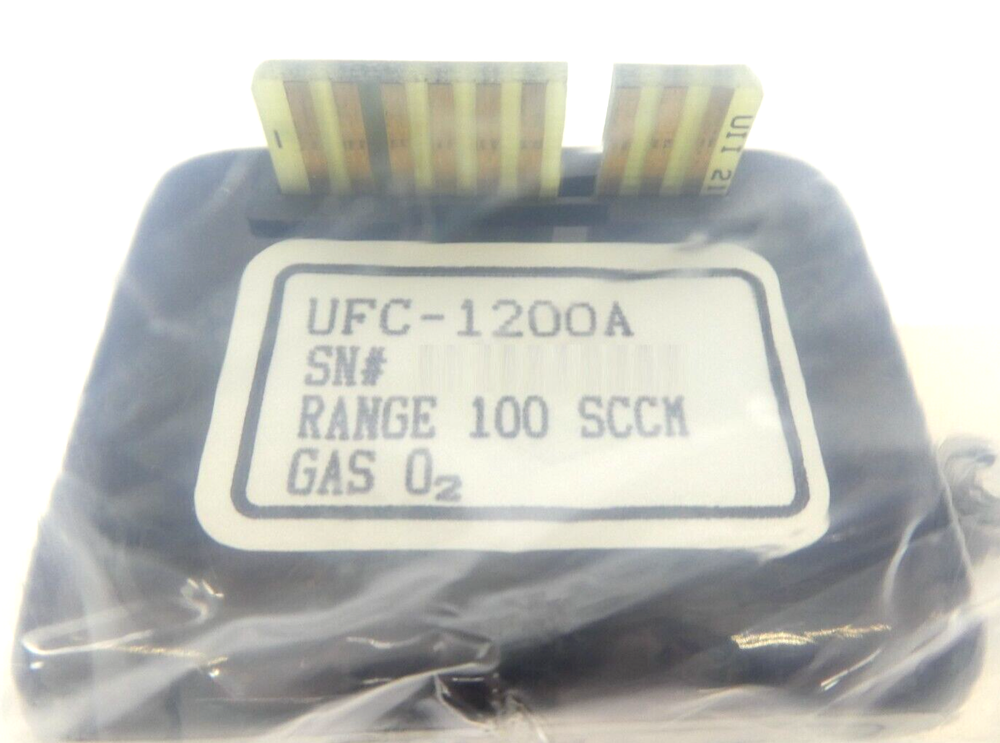 UFC-1200A
SN#
RANGE 100 SCCM
GAS O₂